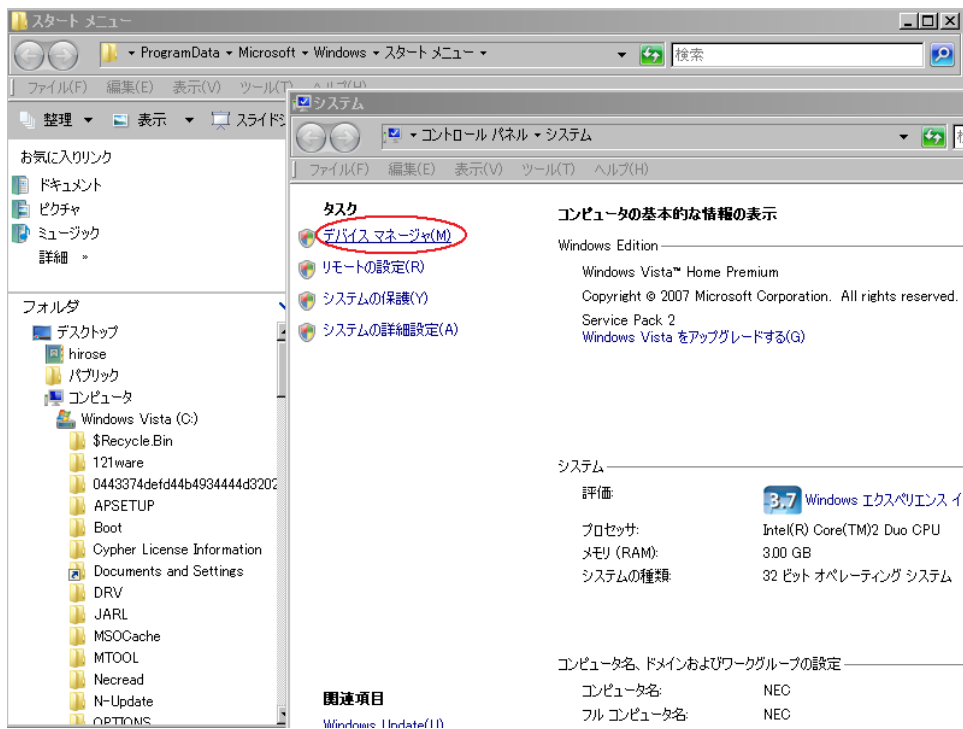 スタート メニュー
ProgramData Microsoft Windows スタート メニュー
検索
ファイル(F) 編集(E) 表示(V) ツール(T) ヘルプ(H)
整理 表示 スライドシ
お気に入りリンク
ドキュメント
ピクチャ
ミュージック
詳細 »
フォルダ
デスクトップ
hirose
パブリック
コンピュータ
Windows Vista (C:)
$Recycle.Bin
121ware
0443374defd44b4934444d3202
APSETUP
Boot
Cypher License Information
Documents and Settings
DRV
JARL
MSOCache
MTOOL
Necread
N-Update
OPTIONS
システム
コントロール パネル システム
ファイル(F) 編集(E) 表示(V) ツール(T) ヘルプ(H)
タスク
デバイス マネージャ(M)
リモートの設定(R)
システムの保護(Y)
システムの詳細設定(A)
関連項目
Windows Update(U)
コンピュータの基本的な情報の表示
Windows Edition
Windows Vista™ Home Premium
Copyright © 2007 Microsoft Corporation. All rights reserved.
Service Pack 2
Windows Vista をアップグレードする(G)
システム
評価: 3.7 Windows エクスペリエンス イ
プロセッサ: Intel(R) Core(TM)2 Duo CPU
メモリ (RAM): 3.00 GB
システムの種類: 32 ビット オペレーティング システム
コンピュータ名、ドメインおよびワークグループの設定
コンピュータ名: NEC
フル コンピュータ名: NEC